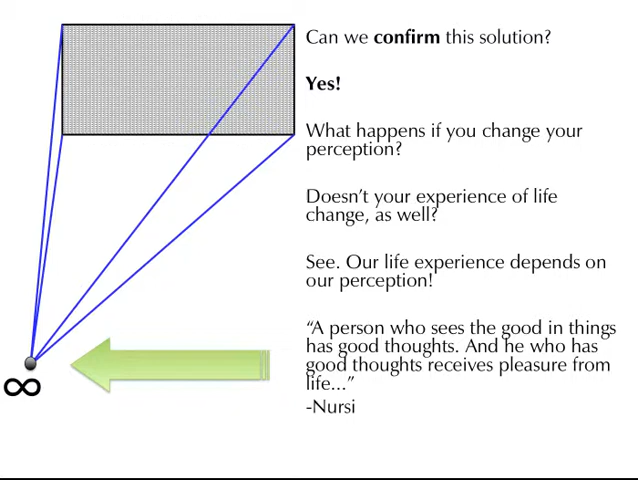 Can we confirm this solution?
Yes!
What happens if you change your
perception?
Doesn’t your experience of life
change, as well?
See. Our life experience depends on
our perception!
“A person who sees the good in things
has good thoughts. And he who has
good thoughts receives pleasure from
life...”
-Nursi
∞